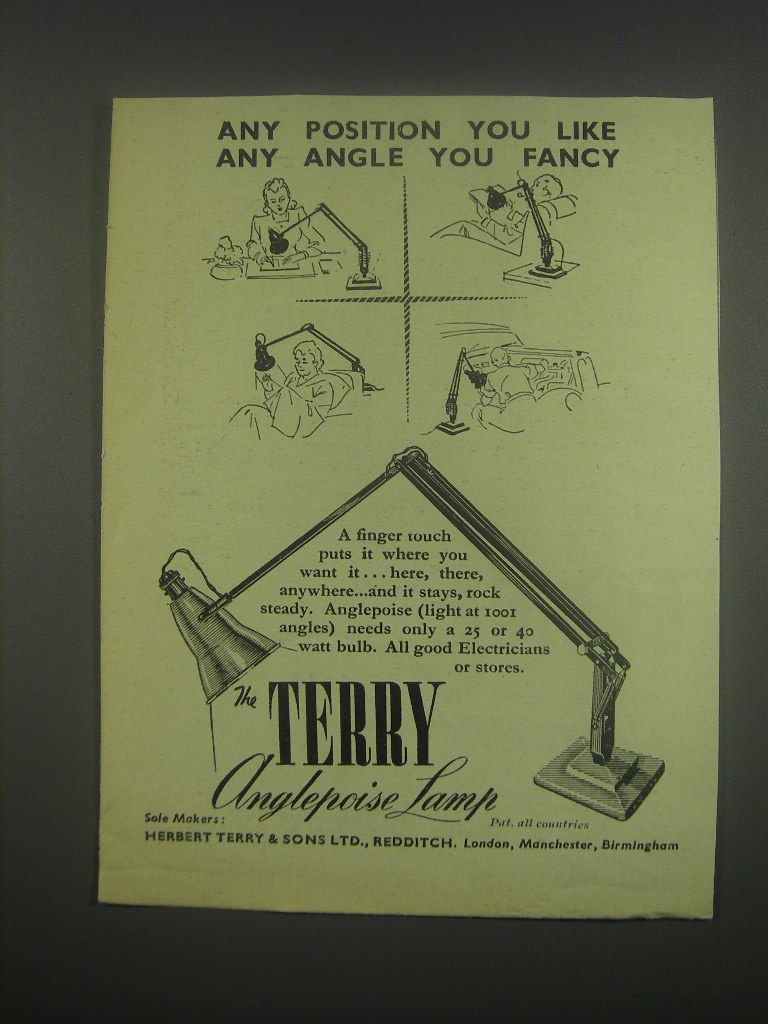 ANY POSITION YOU LIKE
ANY ANGLE YOU FANCY
A finger touch
puts it where you
want it...here, there,
anywhere...and it stays, rock
steady. Anglepoise (light at 1001
angles) needs only a 25 or 40
watt bulb. All good Electricians
or stores.
The TERRY
Anglepoise Lamp
Pat. all countries
Sole Makers:
HERBERT TERRY & SONS LTD., REDDITCH. London, Manchester, Birmingham